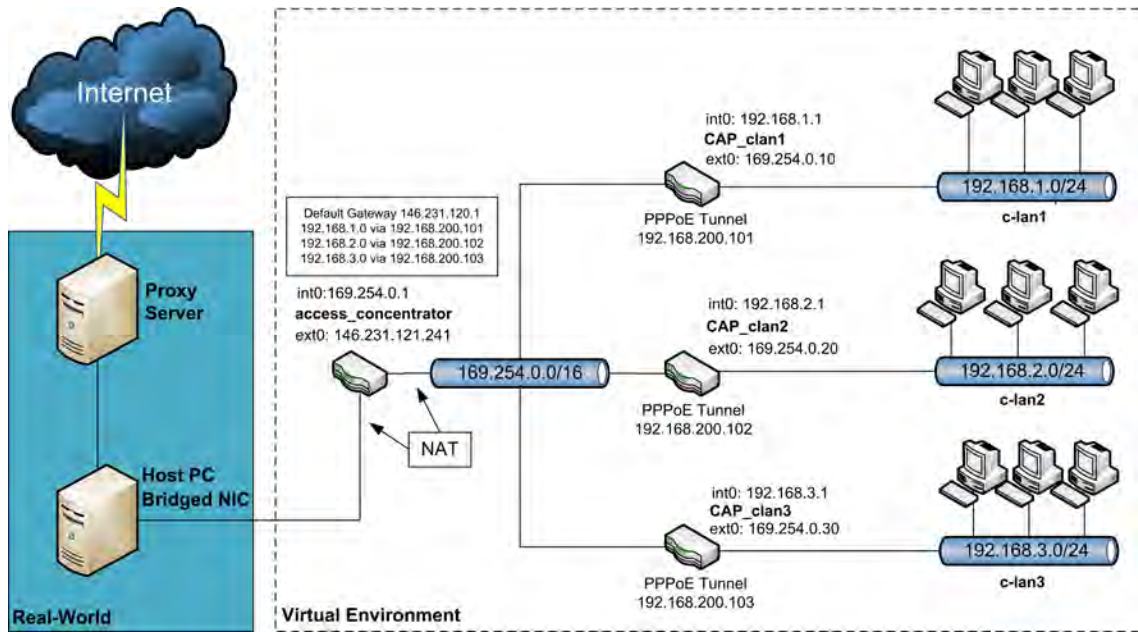 Internet
Proxy
Server
Host PC
Bridged NIC
Real-World
Default Gateway 146.231.120.1
192.168.1.0 via 192.168.200.101
192.168.2.0 via 192.168.200.102
192.168.3.0 via 192.168.200.103
int0:169.254.0.1
access_concentrator
ext0: 146.231.121.241
NAT
169.254.0.0/16
int0: 192.168.1.1
CAP_clan1
ext0: 169.254.0.10
PPPoE Tunnel
192.168.200.101
192.168.1.0/24
c-lan1
int0: 192.168.2.1
CAP_clan2
ext0: 169.254.0.20
PPPoE Tunnel
192.168.200.102
192.168.2.0/24
c-lan2
int0: 192.168.3.1
CAP_clan3
ext0: 169.254.0.30
PPPoE Tunnel
192.168.200.103
192.168.3.0/24
c-lan3
Virtual Environment